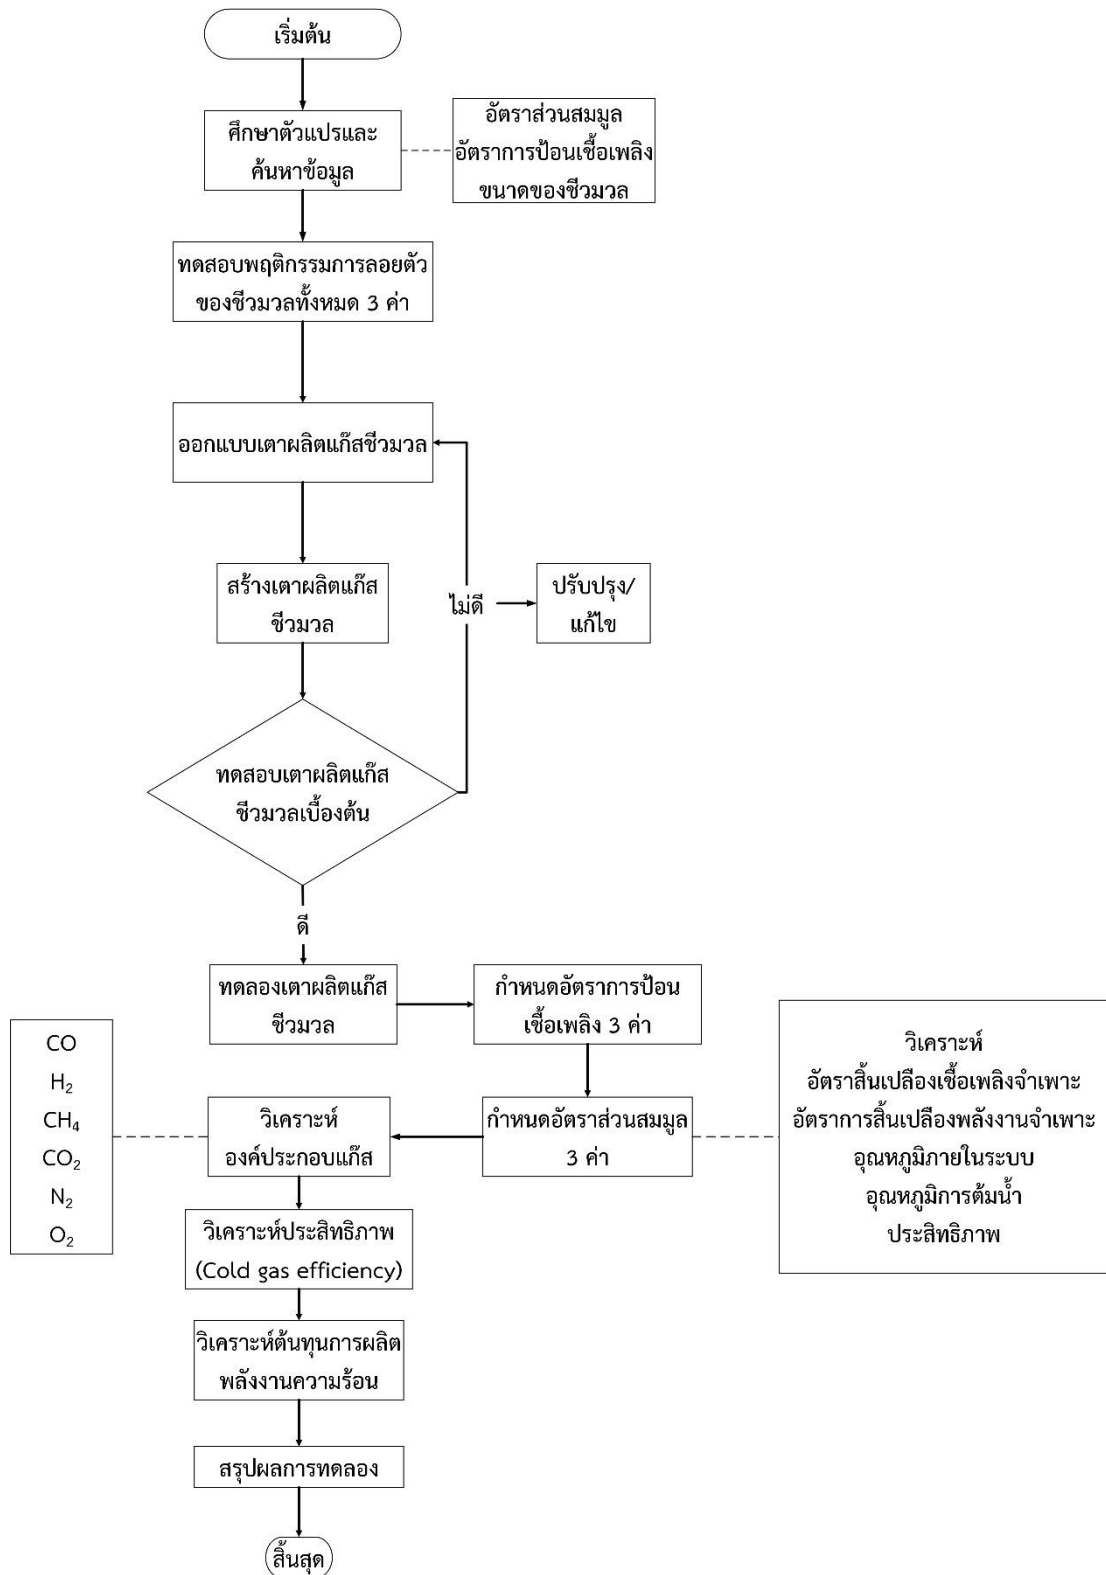 เริ่มต้น
ศึกษาตัวแปรและ
ค้นหาข้อมูล
อัตราส่วนสมมูล
อัตราการป้อนเชื้อเพลิง
ขนาดของชีวมวล
ทดสอบพฤติกรรมการลอยตัว
ของชีวมวลทั้งหมด 3 ค่า
ออกแบบเตาผลิตแก๊สชีวมวล
สร้างเตาผลิตแก๊ส
ชีวมวล
ไม่ดี
ปรับปรุง/
แก้ไข
ทดสอบเตาผลิตแก๊ส
ชีวมวลเบื้องต้น
ดี
ทดลองเตาผลิตแก๊ส
ชีวมวล
กำหนดอัตราการป้อน
เชื้อเพลิง 3 ค่า
กำหนดอัตราส่วนสมมูล
3 ค่า
วิเคราะห์
อัตราสิ้นเปลืองเชื้อเพลิงจำเพาะ
อัตราการสิ้นเปลืองพลังงานจำเพาะ
อุณหภูมิภายในระบบ
อุณหภูมิการต้มน้ำ
ประสิทธิภาพ
วิเคราะห์
องค์ประกอบแก๊ส
CO
H₂
CH₄
CO₂
N₂
O₂
วิเคราะห์ประสิทธิภาพ
(Cold gas efficiency)
วิเคราะห์ต้นทุนการผลิต
พลังงานความร้อน
สรุปผลการทดลอง
สิ้นสุด